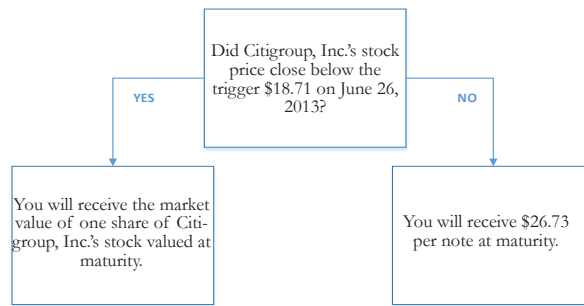 Did Citigroup, Inc.'s stock
price close below the
trigger $18.71 on June 26,
2013?
YES
NO
You will receive the market
value of one share of Citi-
group, Inc.'s stock valued at
maturity.
You will receive $26.73
per note at maturity.